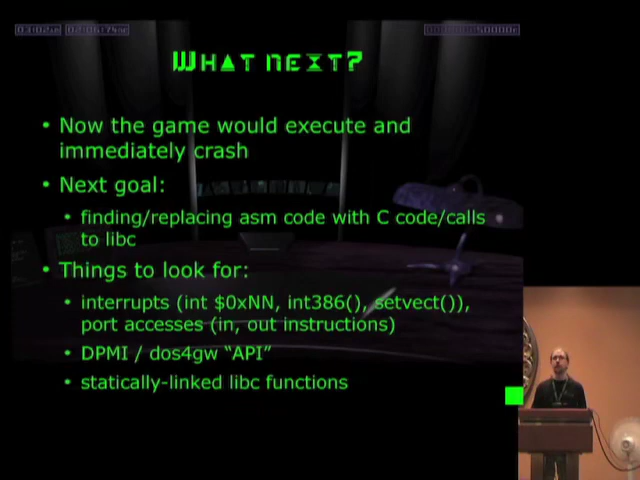 WHAT NEXT?
• Now the game would execute and
immediately crash
• Next goal:
• finding/replacing asm code with C code/calls
to libc
• Things to look for:
• interrupts (int $0xNN, int386(), setvect()),
port accesses (in, out instructions)
• DPMI / dos4gw “API”
• statically-linked libc functions